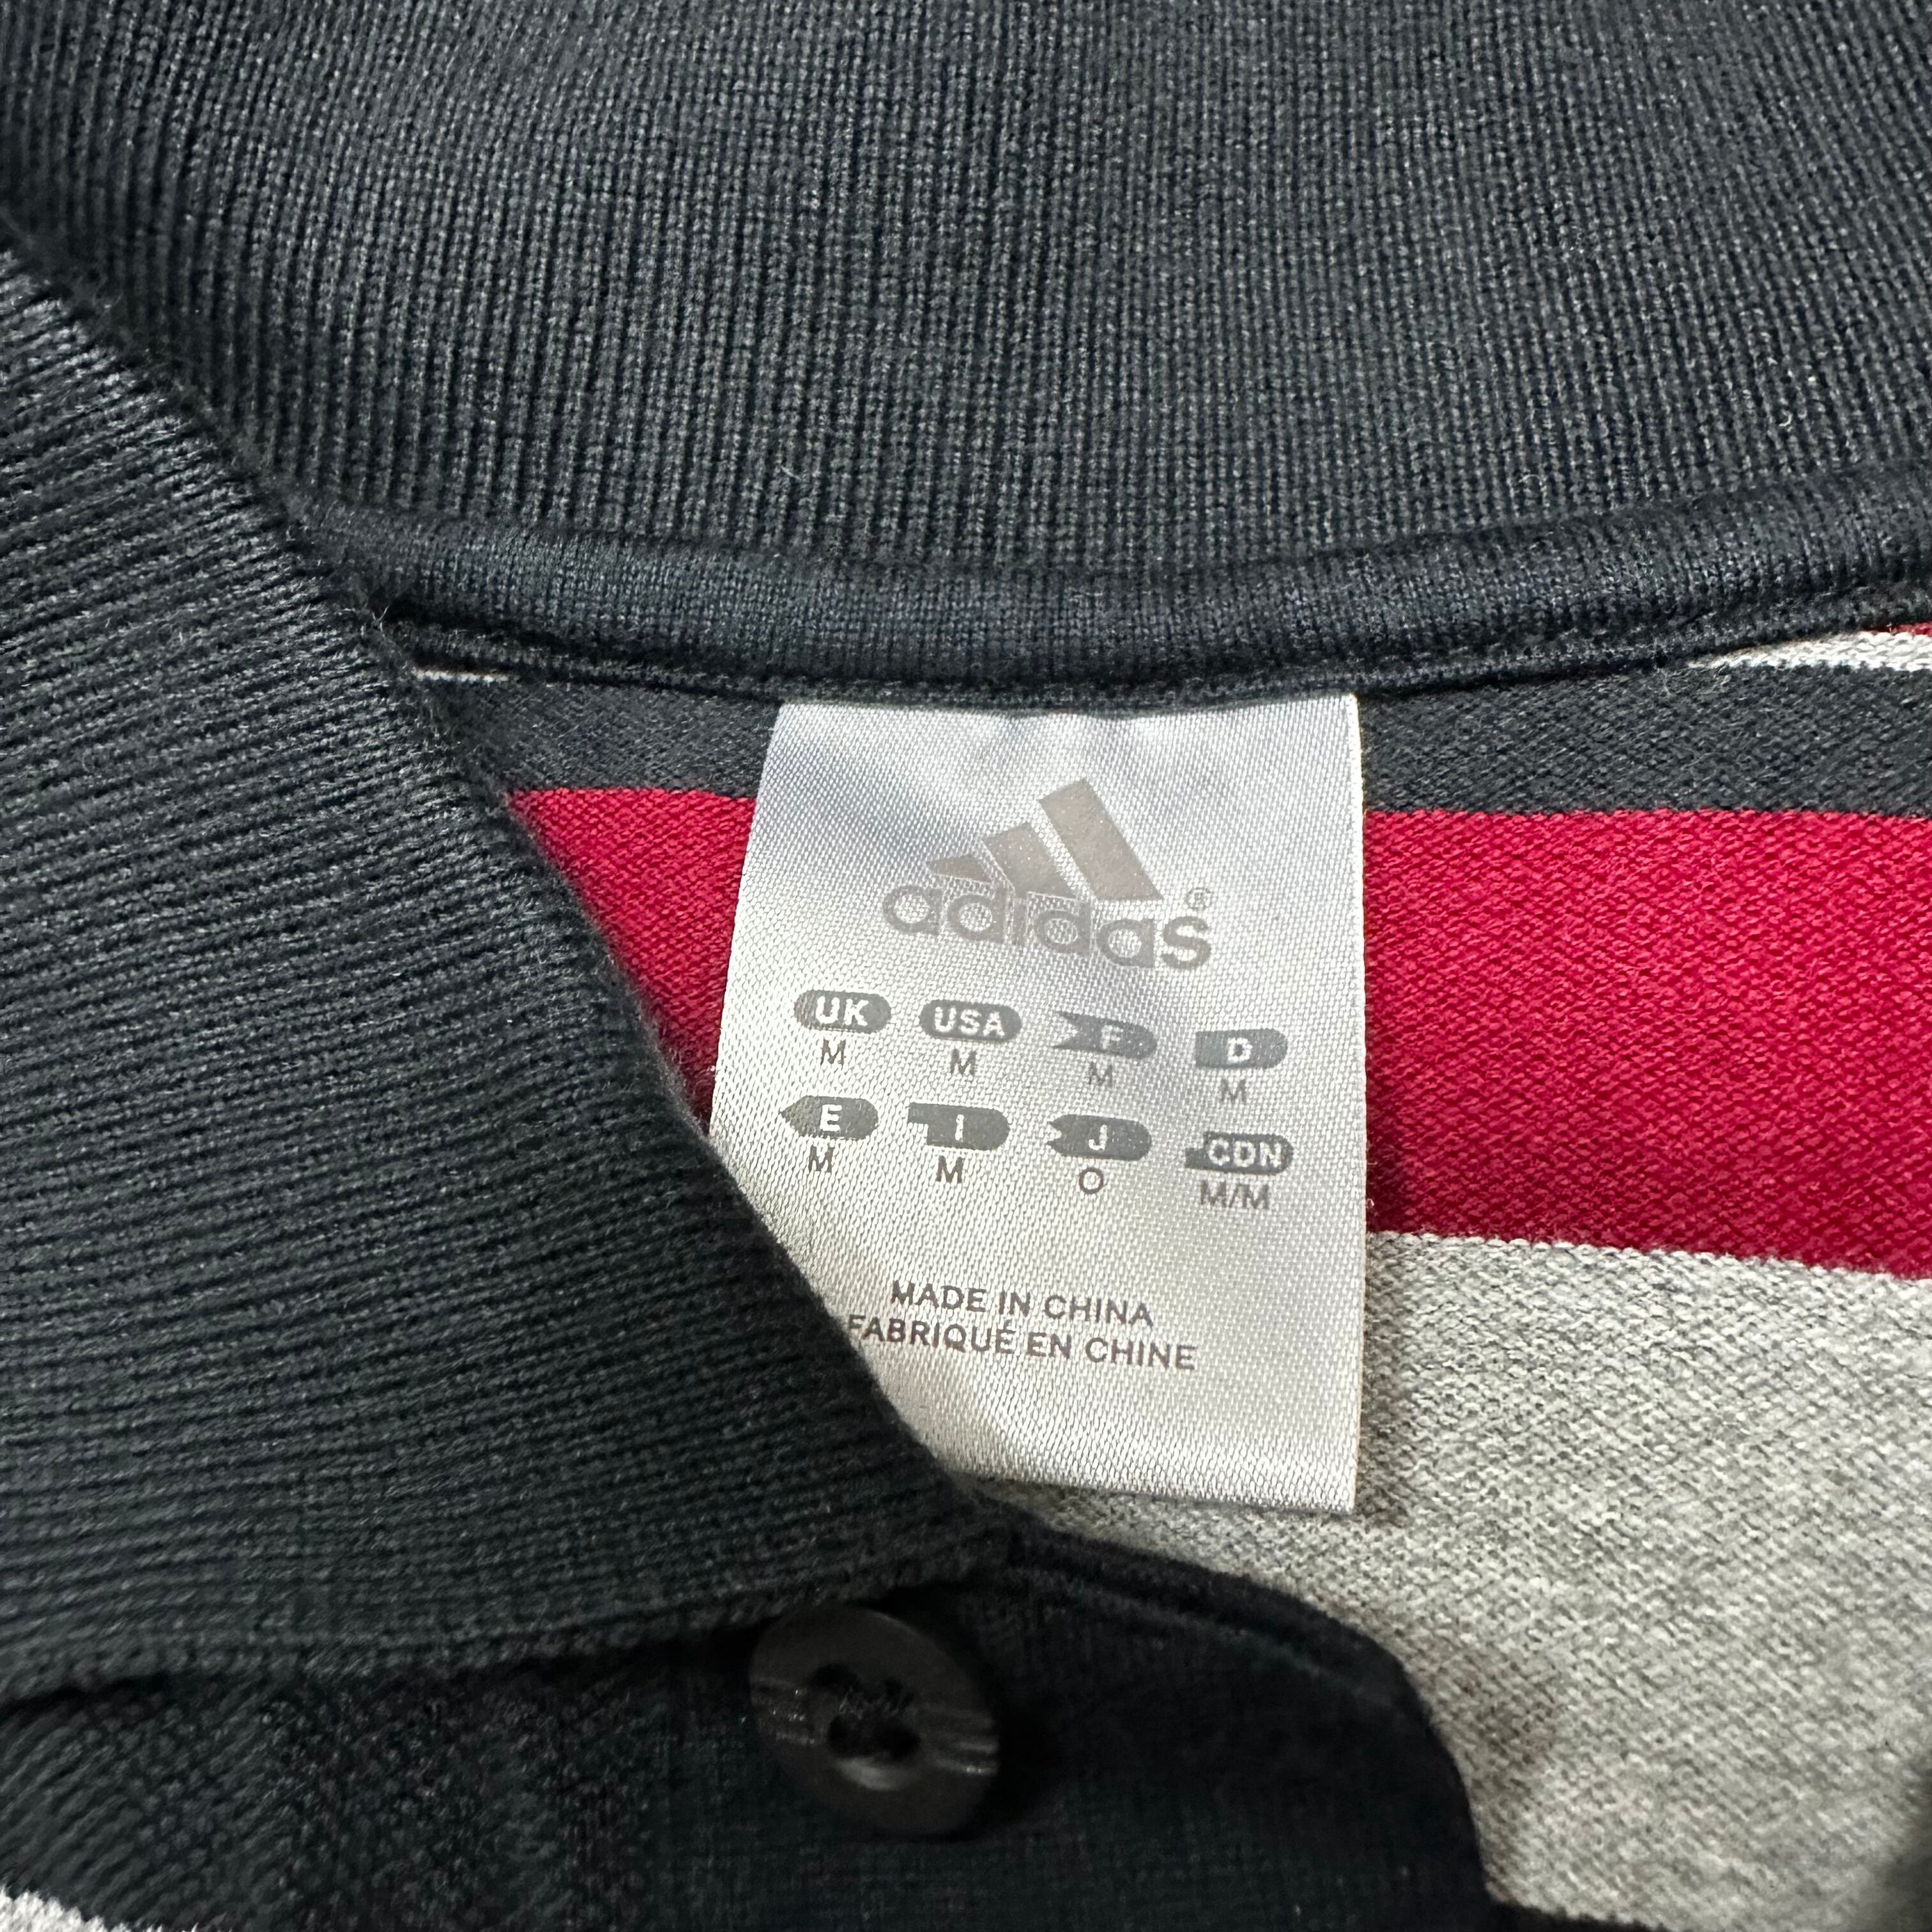 adidas®
UK USA F D
M M M M
E I J CDN
M M O M/M
MADE IN CHINA
FABRIQUÉ EN CHINE